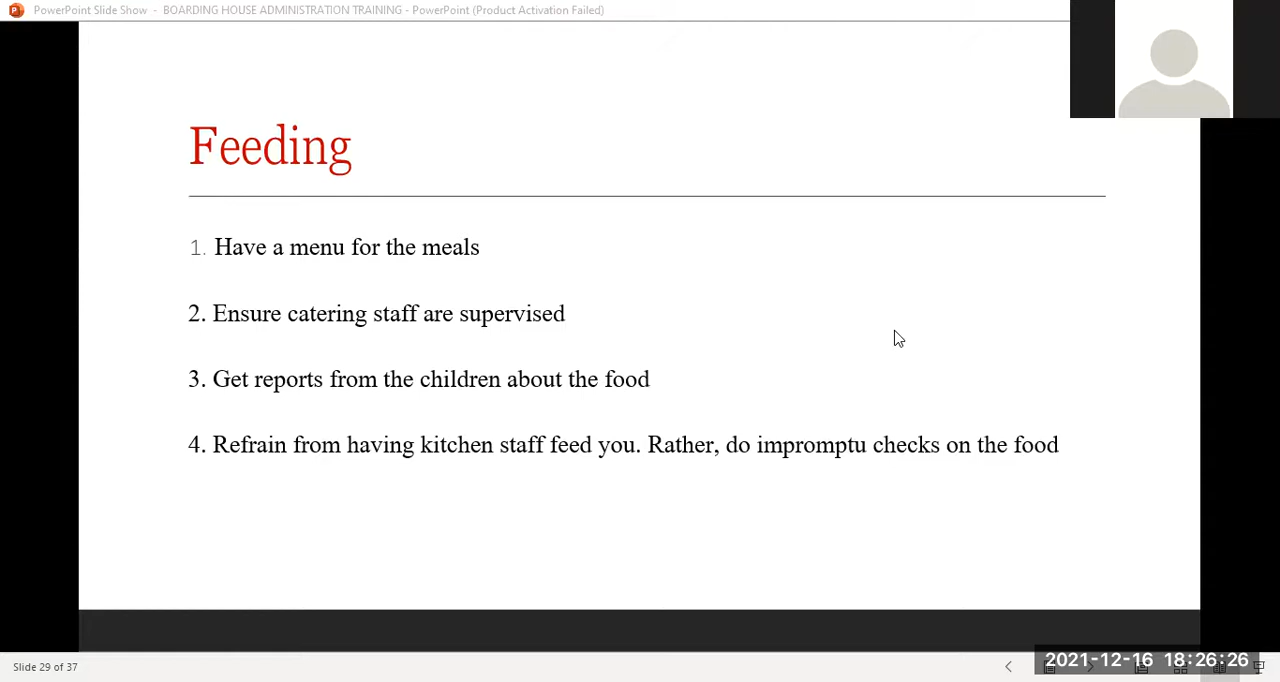 PowerPoint Slide Show - BOARDING HOUSE ADMINISTRATION TRAINING - PowerPoint (Product Activation Failed)
Feeding
1. Have a menu for the meals
2. Ensure catering staff are supervised
3. Get reports from the children about the food
4. Refrain from having kitchen staff feed you. Rather, do impromptu checks on the food
Slide 29 of 37
2021-12-16 18:26:26